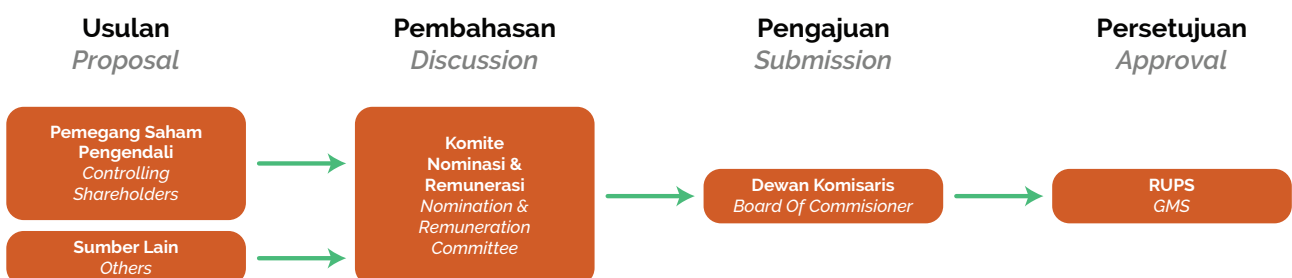 Usulan
Proposal
Pembahasan
Discussion
Pengajuan
Submission
Persetujuan
Approval
Pemegang Saham
Pengendali
Controlling
Shareholders
Sumber Lain
Others
Komite
Nominasi &
Remunerasi
Nomination &
Remuneration
Committee
Dewan Komisaris
Board Of Commisioner
RUPS
GMS